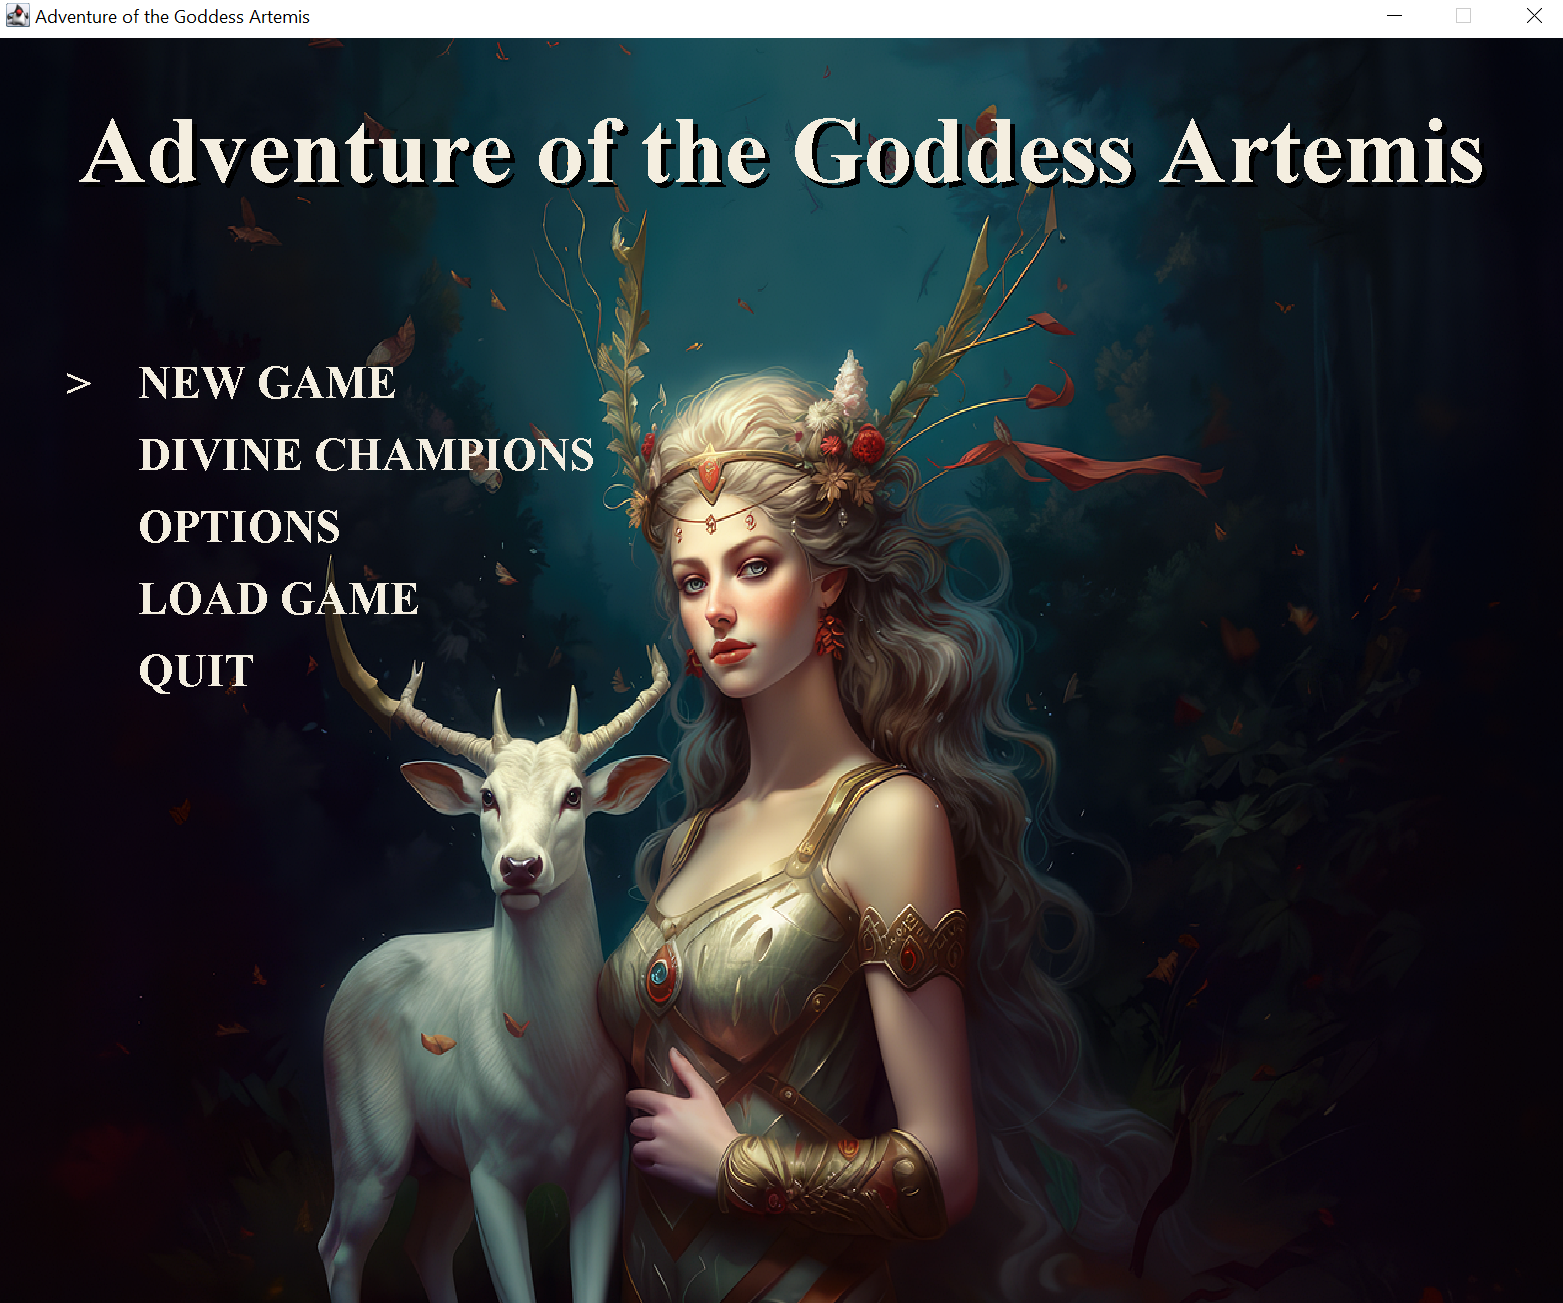 Adventure of the Goddess Artemis
Adventure of the Goddess Artemis
> NEW GAME
DIVINE CHAMPIONS
OPTIONS
LOAD GAME
QUIT